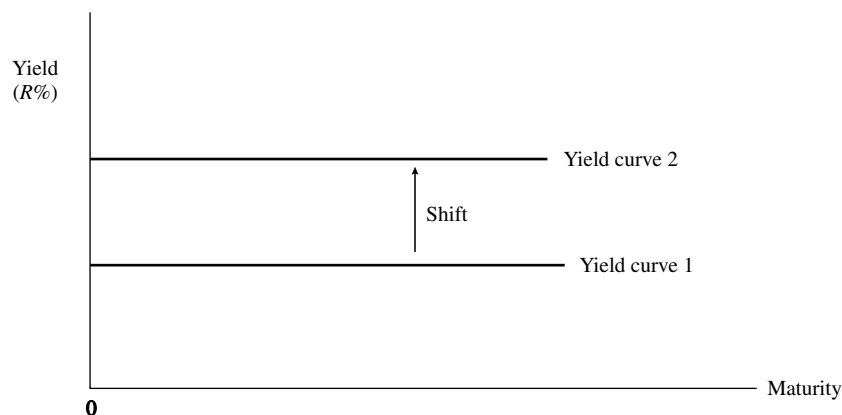 Yield
(R%)
Yield curve 2
Shift
Yield curve 1
Maturity
0